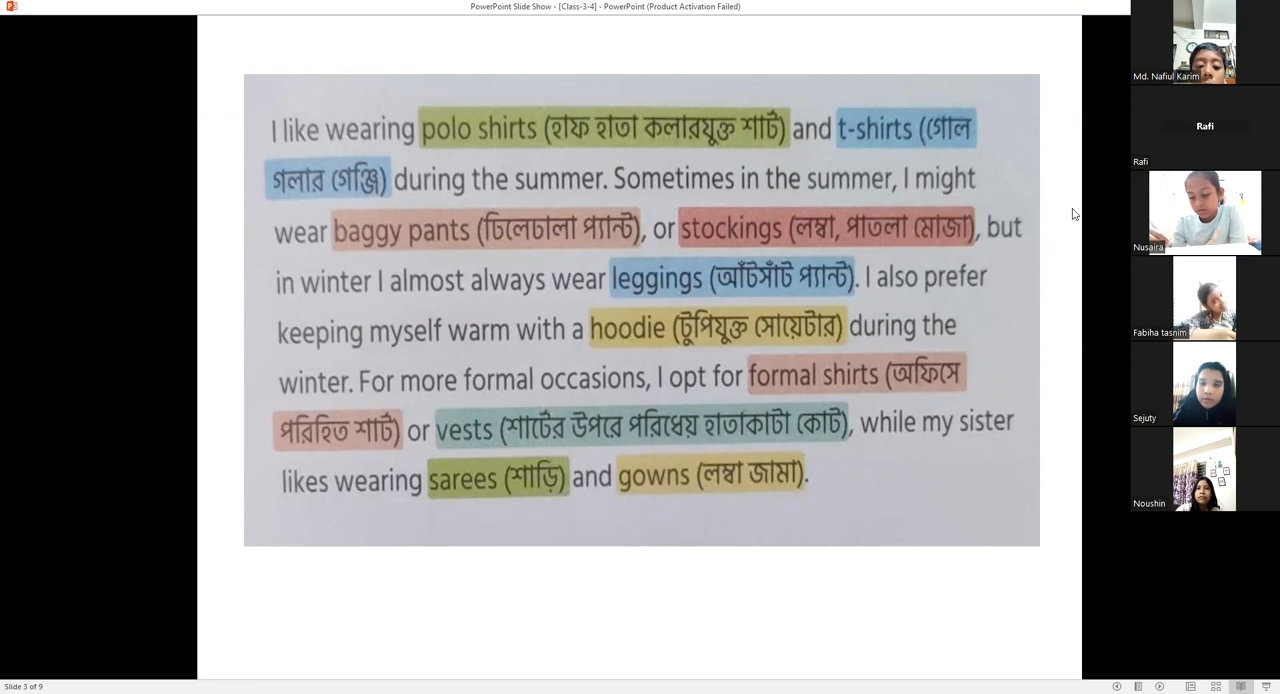 PowerPoint Slide Show - [Class-3-4] - PowerPoint (Product Activation Failed)
I like wearing polo shirts (হাফ হাতা কলারযুক্ত শার্ট) and t-shirts ((গোল
গলার গেঞ্জি) during the summer. Sometimes in the summer, I might
wear baggy pants (ঢিলেঢালা প্যান্ট), or stockings (লম্বা, পাতলা মোজা), but
in winter I almost always wear leggings (আঁটসাঁট প্যান্ট). I also prefer
keeping myself warm with a hoodie (টুপিযুক্ত সোয়েটার) during the
winter. For more formal occasions, I opt for formal shirts (অফিসে
পরিহিত শার্ট) or vests (শার্টের উপরে পরিধেয় হাতাকাটা কোট), while my sister
likes wearing sarees (শাড়ি) and gowns (লম্বা জামা).
Md. Nafiul Karim
Rafi
Rafi
Nusaira
Fabiha tasnim
Sejuty
Noushin
Slide 3 of 9